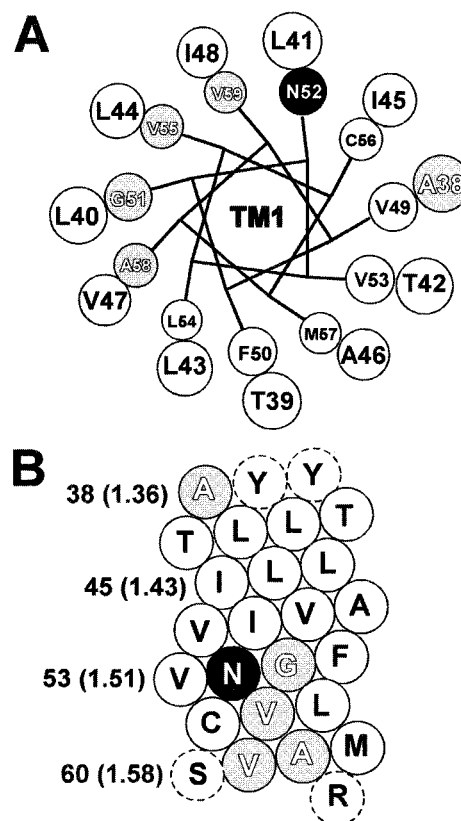 A
L41
I48
N52
V59
I45
L44
V55
C56
A38
G51
TM1
V49
L40
A58
V53
T42
V47
L54
M57
F50
A46
L43
T39
B
38 (1.36) A Y Y
T L L T
45 (1.43) I L L
V I V A
53 (1.51) V N G F
C V L
60 (1.58) S V A M
R